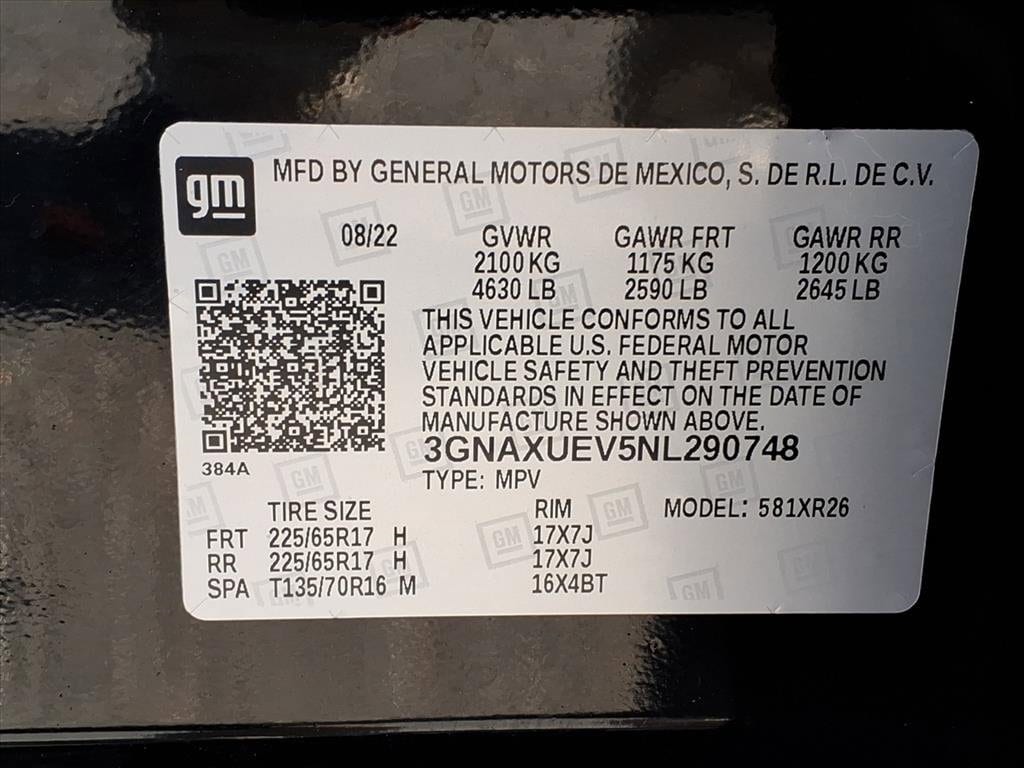 gm
MFD BY GENERAL MOTORS DE MEXICO, S. DE R.L. DE C.V.
08/22 GVWR GAWR FRT GAWR RR
2100 KG 1175 KG 1200 KG
4630 LB 2590 LB 2645 LB
THIS VEHICLE CONFORMS TO ALL
APPLICABLE U.S. FEDERAL MOTOR
VEHICLE SAFETY AND THEFT PREVENTION
STANDARDS IN EFFECT ON THE DATE OF
MANUFACTURE SHOWN ABOVE.
3GNAXUEV5NL290748
384A
TYPE: MPV
TIRE SIZE RIM MODEL: 581XR26
FRT 225/65R17 H 17X7J
RR 225/65R17 H 17X7J
SPA T135/70R16 M 16X4BT